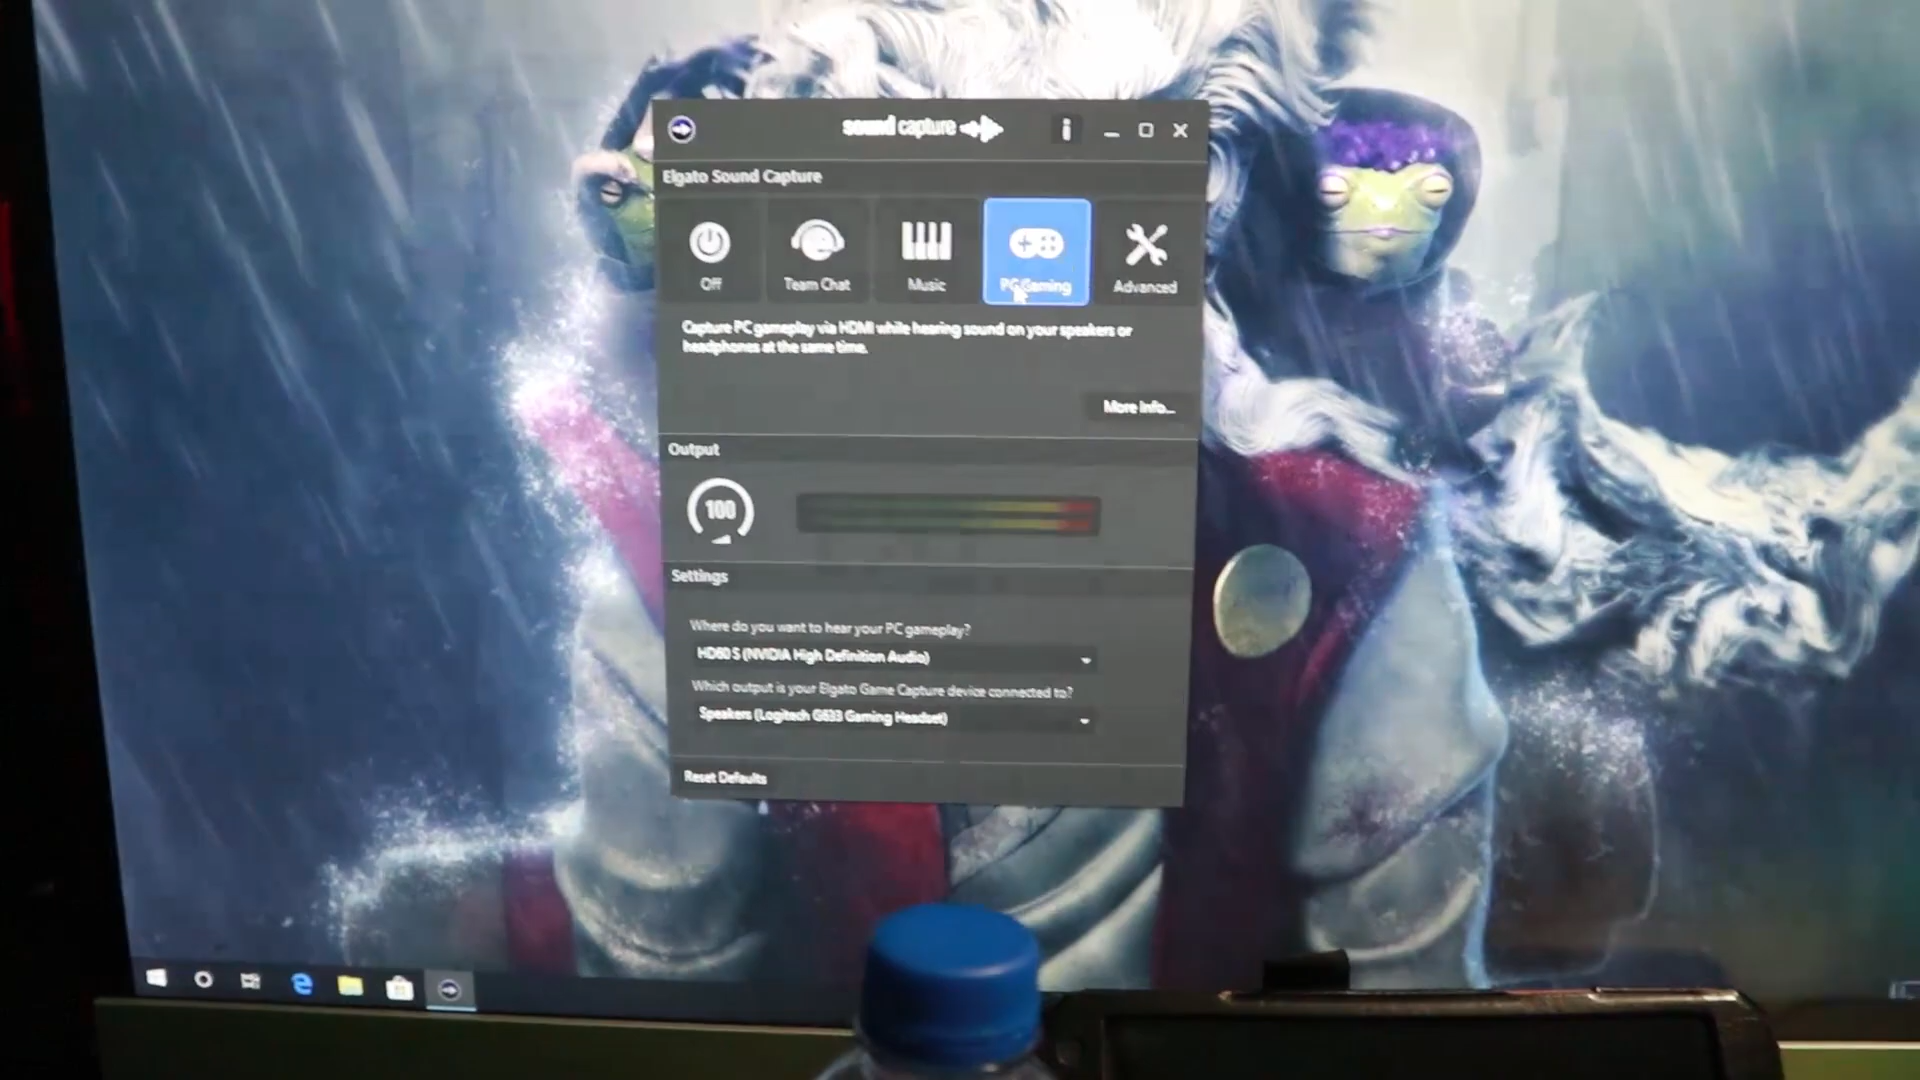 sound capture
Elgato Sound Capture
Off
Team Chat
Music
PC Gaming
Advanced
Capture PC gameplay via HDMI while hearing sound on your speakers or
headphones at the same time.
More info...
Output
100
Settings
Where do you want to hear your PC gameplay?
HD60 S (NVIDIA High Definition Audio)
Which output is your Elgato Game Capture device connected to?
Speakers (Logitech G633 Gaming Headset)
Reset Defaults